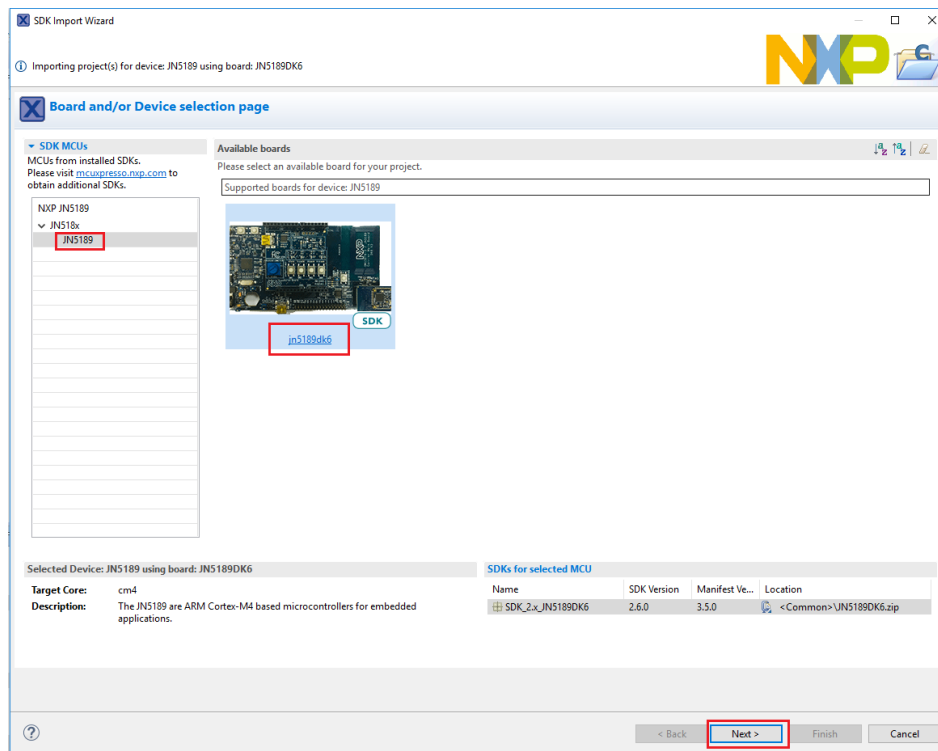 SDK Import Wizard
Importing project(s) for device: JN5189 using board: JN5189DK6
NXP
C
Board and/or Device selection page
SDK MCUs
MCUs from installed SDKs.
Please visit mcuxpresso.nxp.com to
obtain additional SDKs.
NXP JN5189
JN518x
JN5189
Available boards
Please select an available board for your project.
Supported boards for device: JN5189
NXP
SDK
jn5189dk6
Selected Device: JN5189 using board: JN5189DK6
Target Core: cm4
Description: The JN5189 are ARM Cortex-M4 based microcontrollers for embedded
applications.
SDKs for selected MCU
Name SDK Version Manifest Ve... Location
SDK_2.x_JN5189DK6 2.6.0 3.5.0 <Common>\JN5189DK6.zip
< Back Next > Finish Cancel